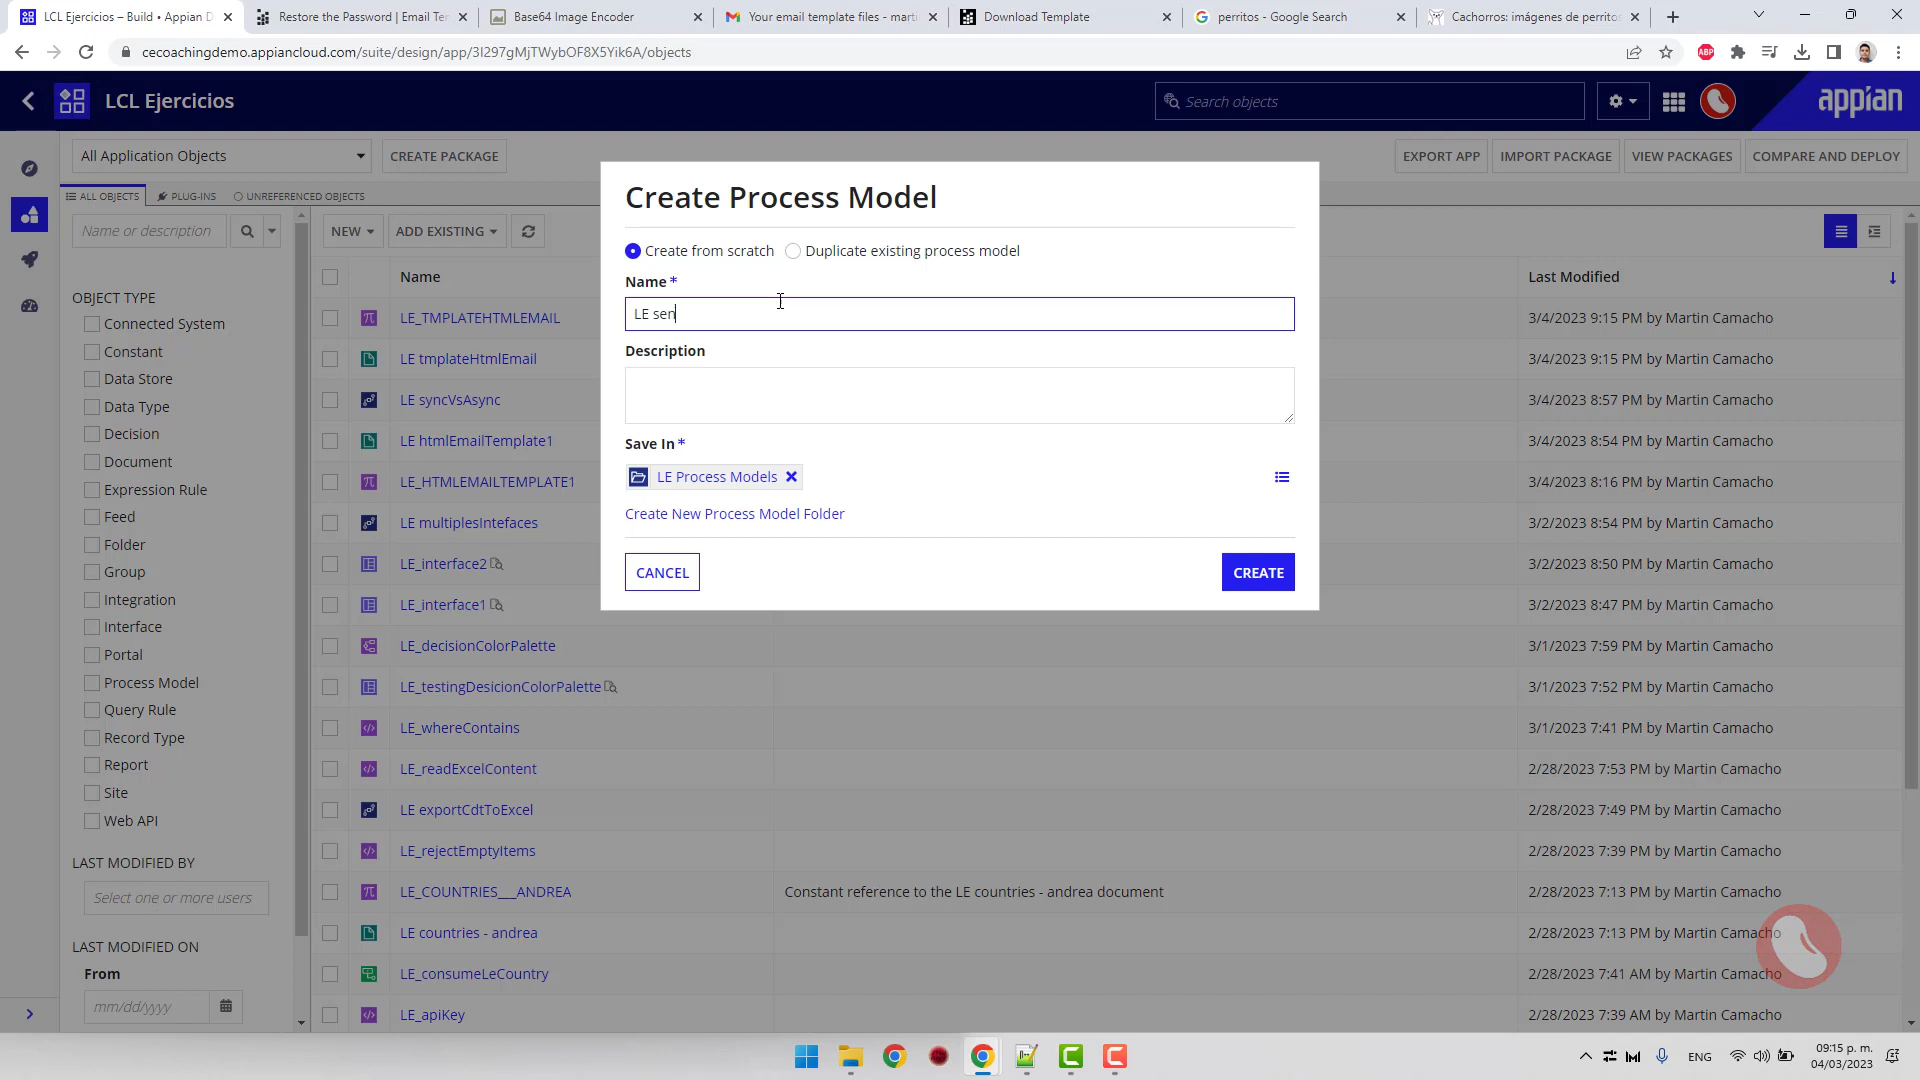 LCL Ejercicios – Build • Appian D
Restore the Password | Email Tem
Base64 Image Encoder
Your email template files - marti
Download Template
perritos - Google Search
Cachorros: imágenes de perritos
cecoachingdemo.appiancloud.com/suite/design/app/3I297gMjTWybOF8X5Yik6A/objects
ABP
LCL Ejercicios
Search objects
appian
All Application Objects
CREATE PACKAGE
EXPORT APP
IMPORT PACKAGE
VIEW PACKAGES
COMPARE AND DEPLOY
ALL OBJECTS
PLUG-INS
UNREFERENCED OBJECTS
Name or description
NEW
ADD EXISTING
OBJECT TYPE
Connected System
Constant
Data Store
Data Type
Decision
Document
Expression Rule
Feed
Folder
Group
Integration
Interface
Portal
Process Model
Query Rule
Record Type
Report
Site
Web API
LAST MODIFIED BY
Select one or more users
LAST MODIFIED ON
From
mm/dd/yyyy
Name
Last Modified
LE_TMPLATEHTMLEMAIL
3/4/2023 9:15 PM by Martin Camacho
LE tmplateHtmlEmail
3/4/2023 9:15 PM by Martin Camacho
LE syncVsAsync
3/4/2023 8:57 PM by Martin Camacho
LE htmlEmailTemplate1
3/4/2023 8:54 PM by Martin Camacho
LE_HTMLEMAILTEMPLATE1
3/4/2023 8:16 PM by Martin Camacho
LE multiplesIntefaces
3/2/2023 8:54 PM by Martin Camacho
LE_interface2
3/2/2023 8:50 PM by Martin Camacho
LE_interface1
3/2/2023 8:47 PM by Martin Camacho
LE_decisionColorPalette
3/1/2023 7:59 PM by Martin Camacho
LE_testingDesicionColorPalette
3/1/2023 7:52 PM by Martin Camacho
LE_whereContains
3/1/2023 7:41 PM by Martin Camacho
LE_readExcelContent
2/28/2023 7:53 PM by Martin Camacho
LE exportCdtToExcel
2/28/2023 7:49 PM by Martin Camacho
LE_rejectEmptyItems
2/28/2023 7:39 PM by Martin Camacho
LE_COUNTRIES___ANDREA
Constant reference to the LE countries - andrea document
2/28/2023 7:13 PM by Martin Camacho
LE countries - andrea
2/28/2023 7:13 PM by Martin Camacho
LE_consumeLeCountry
2/28/2023 7:41 AM by Martin Camacho
LE_apiKey
2/28/2023 7:39 AM by Martin Camacho
Create Process Model
Create from scratch
Duplicate existing process model
Name *
LE sen
Description
Save In *
LE Process Models
Create New Process Model Folder
CANCEL
CREATE
ENG
09:15 p. m.
04/03/2023